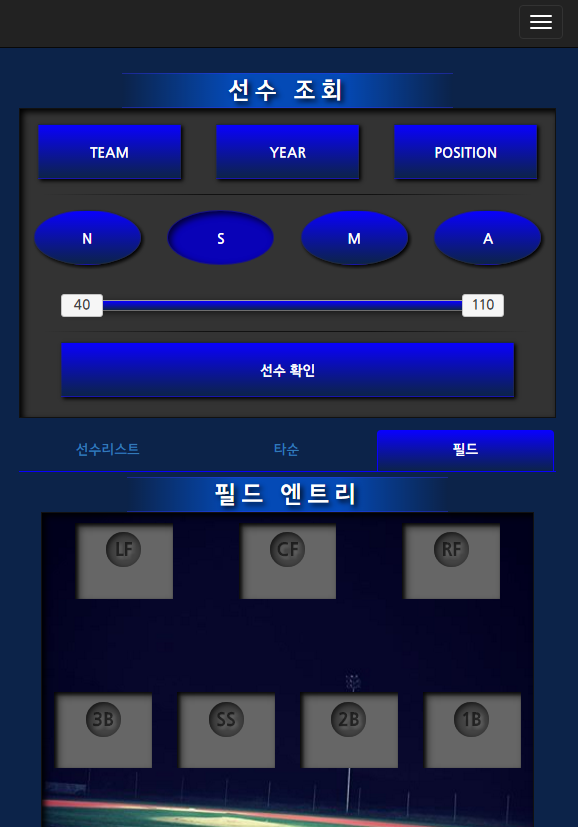 선수 조회
TEAM YEAR POSITION
N S M A
40 110
선수 확인
선수리스트 타순 필드
필드 엔트리
LF CF RF
3B SS 2B 1B